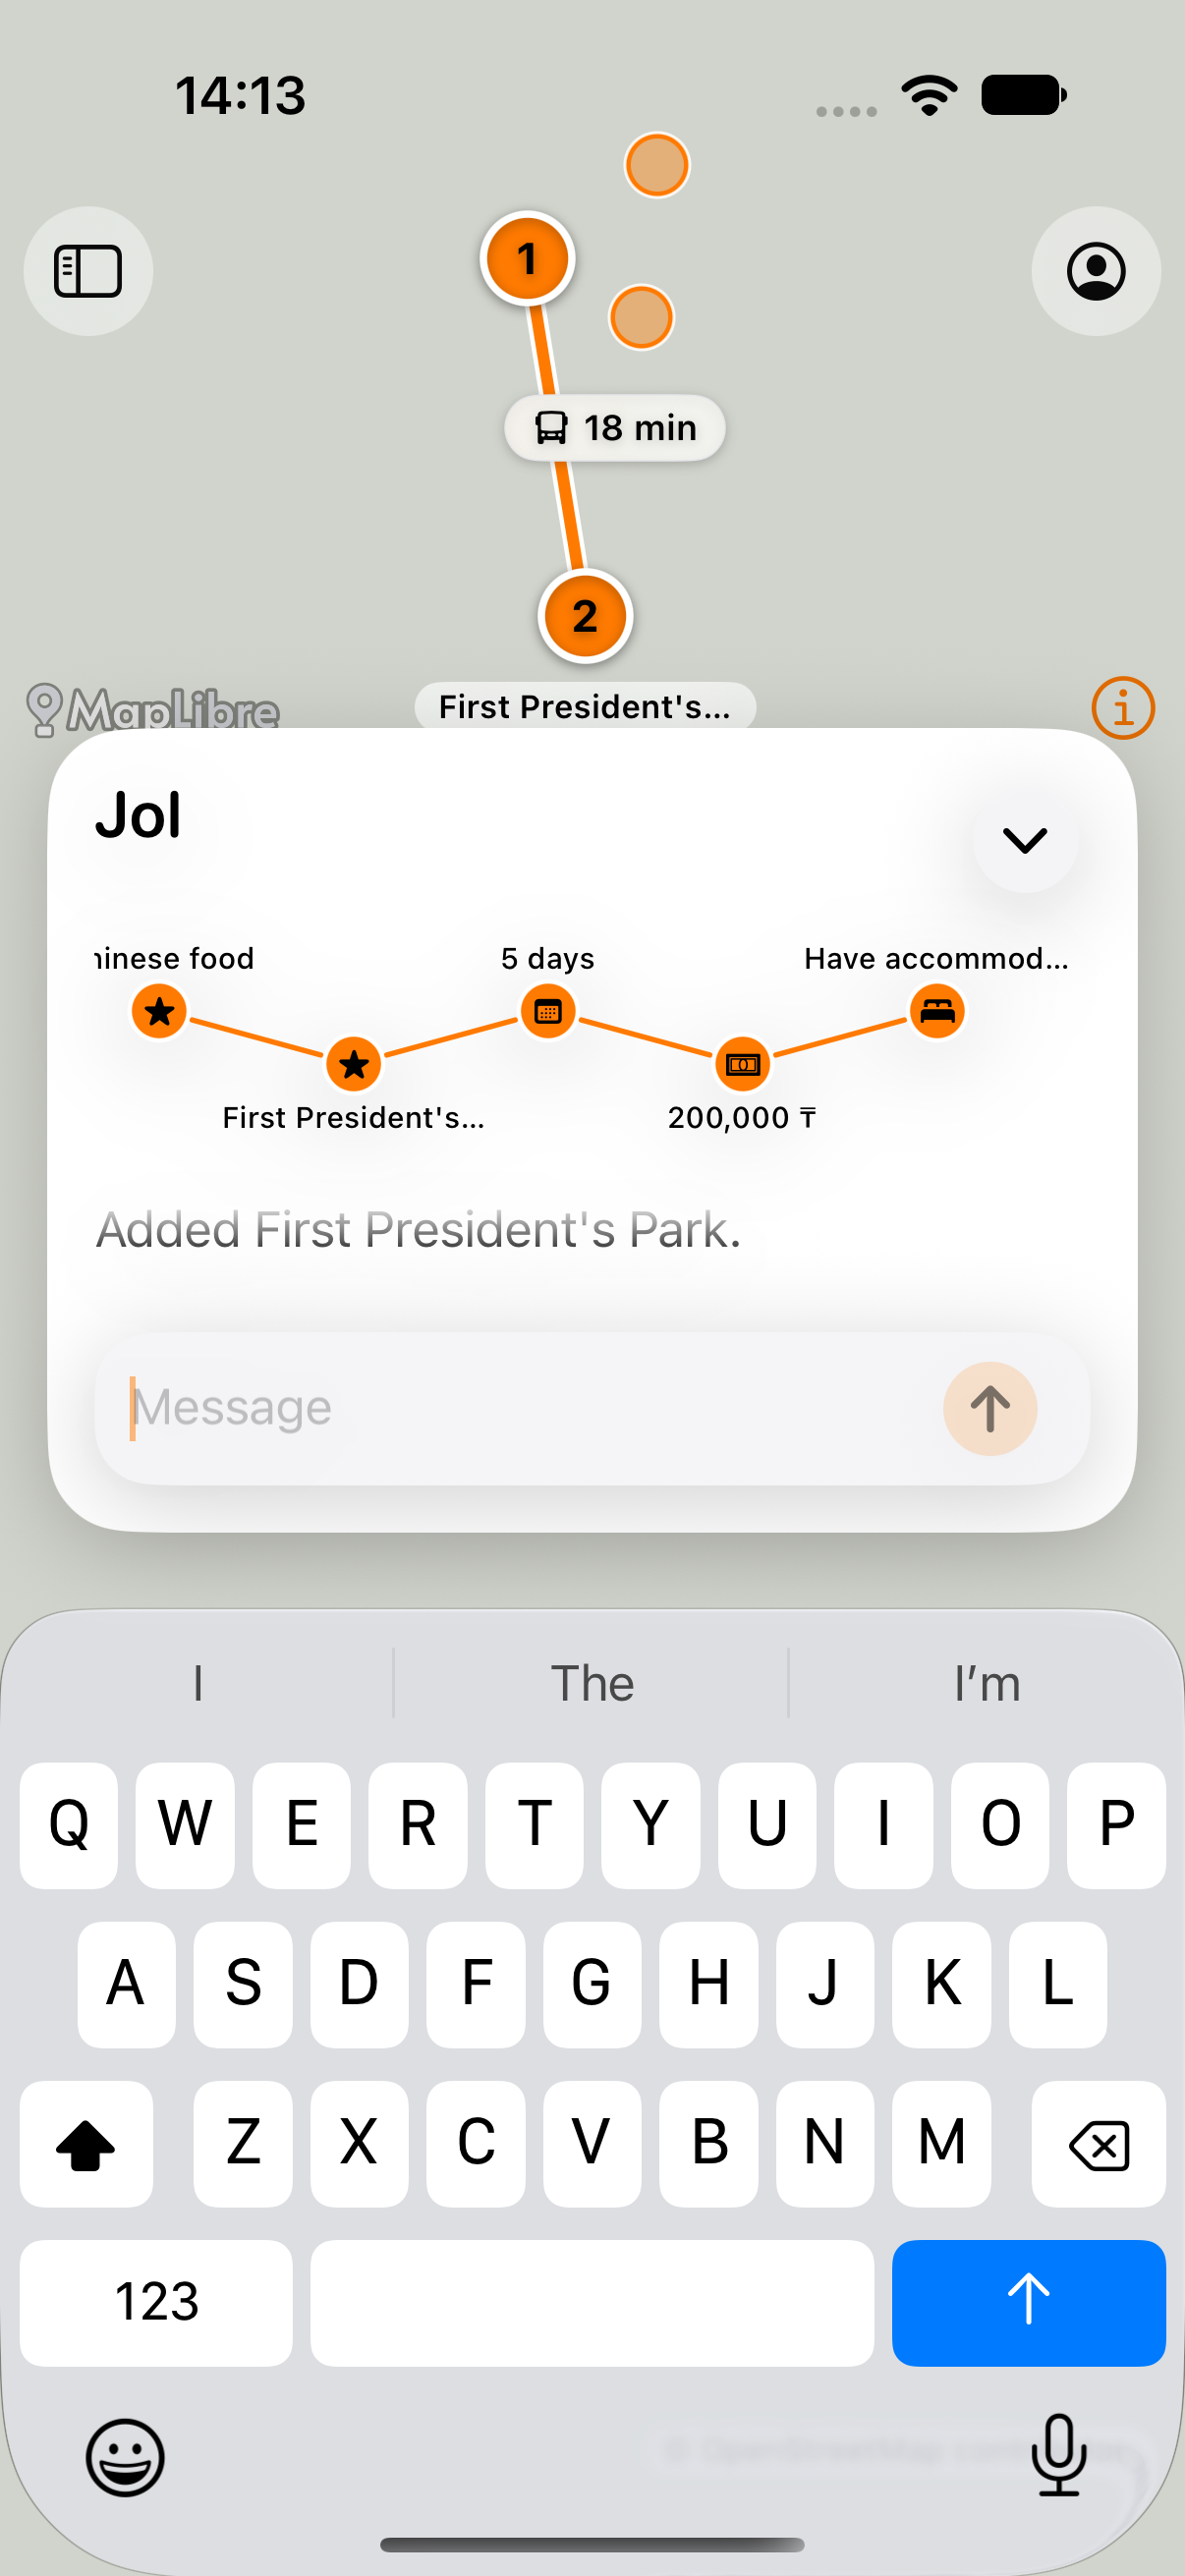 14:13
1
18 min
2
MapLibre
First President's...
Jol
inese food
5 days
Have accommod...
First President's...
200,000 ₸
Added First President's Park.
Message
I
The
I’m
Q W E R T Y U I O P
A S D F G H J K L
Z X C V B N M
123